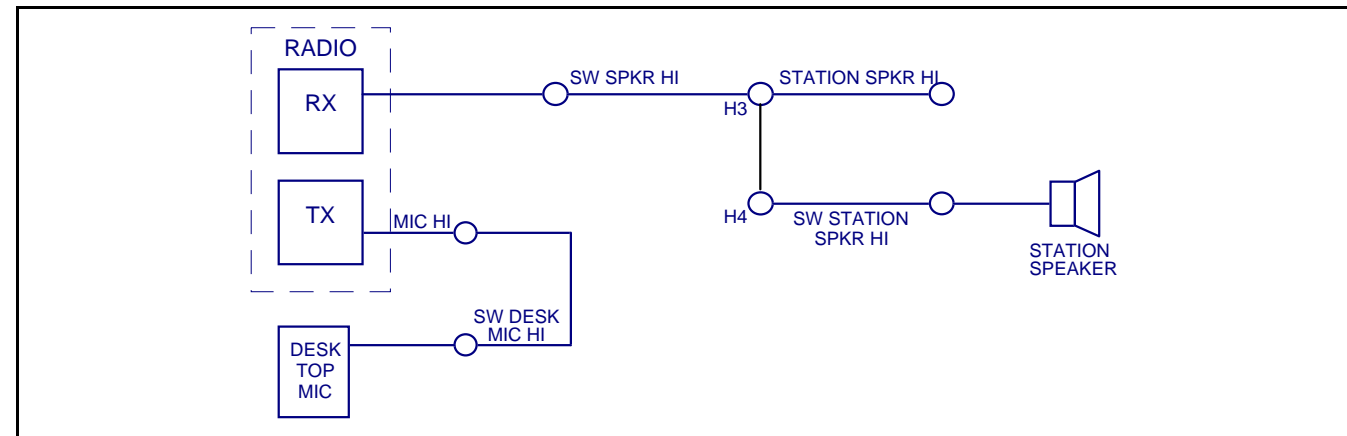 RADIO
RX
SW SPKR HI
STATION SPKR HI
H3
TX
MIC HI
H4
SW STATION
SPKR HI
STATION
SPEAKER
SW DESK
MIC HI
DESK
TOP
MIC